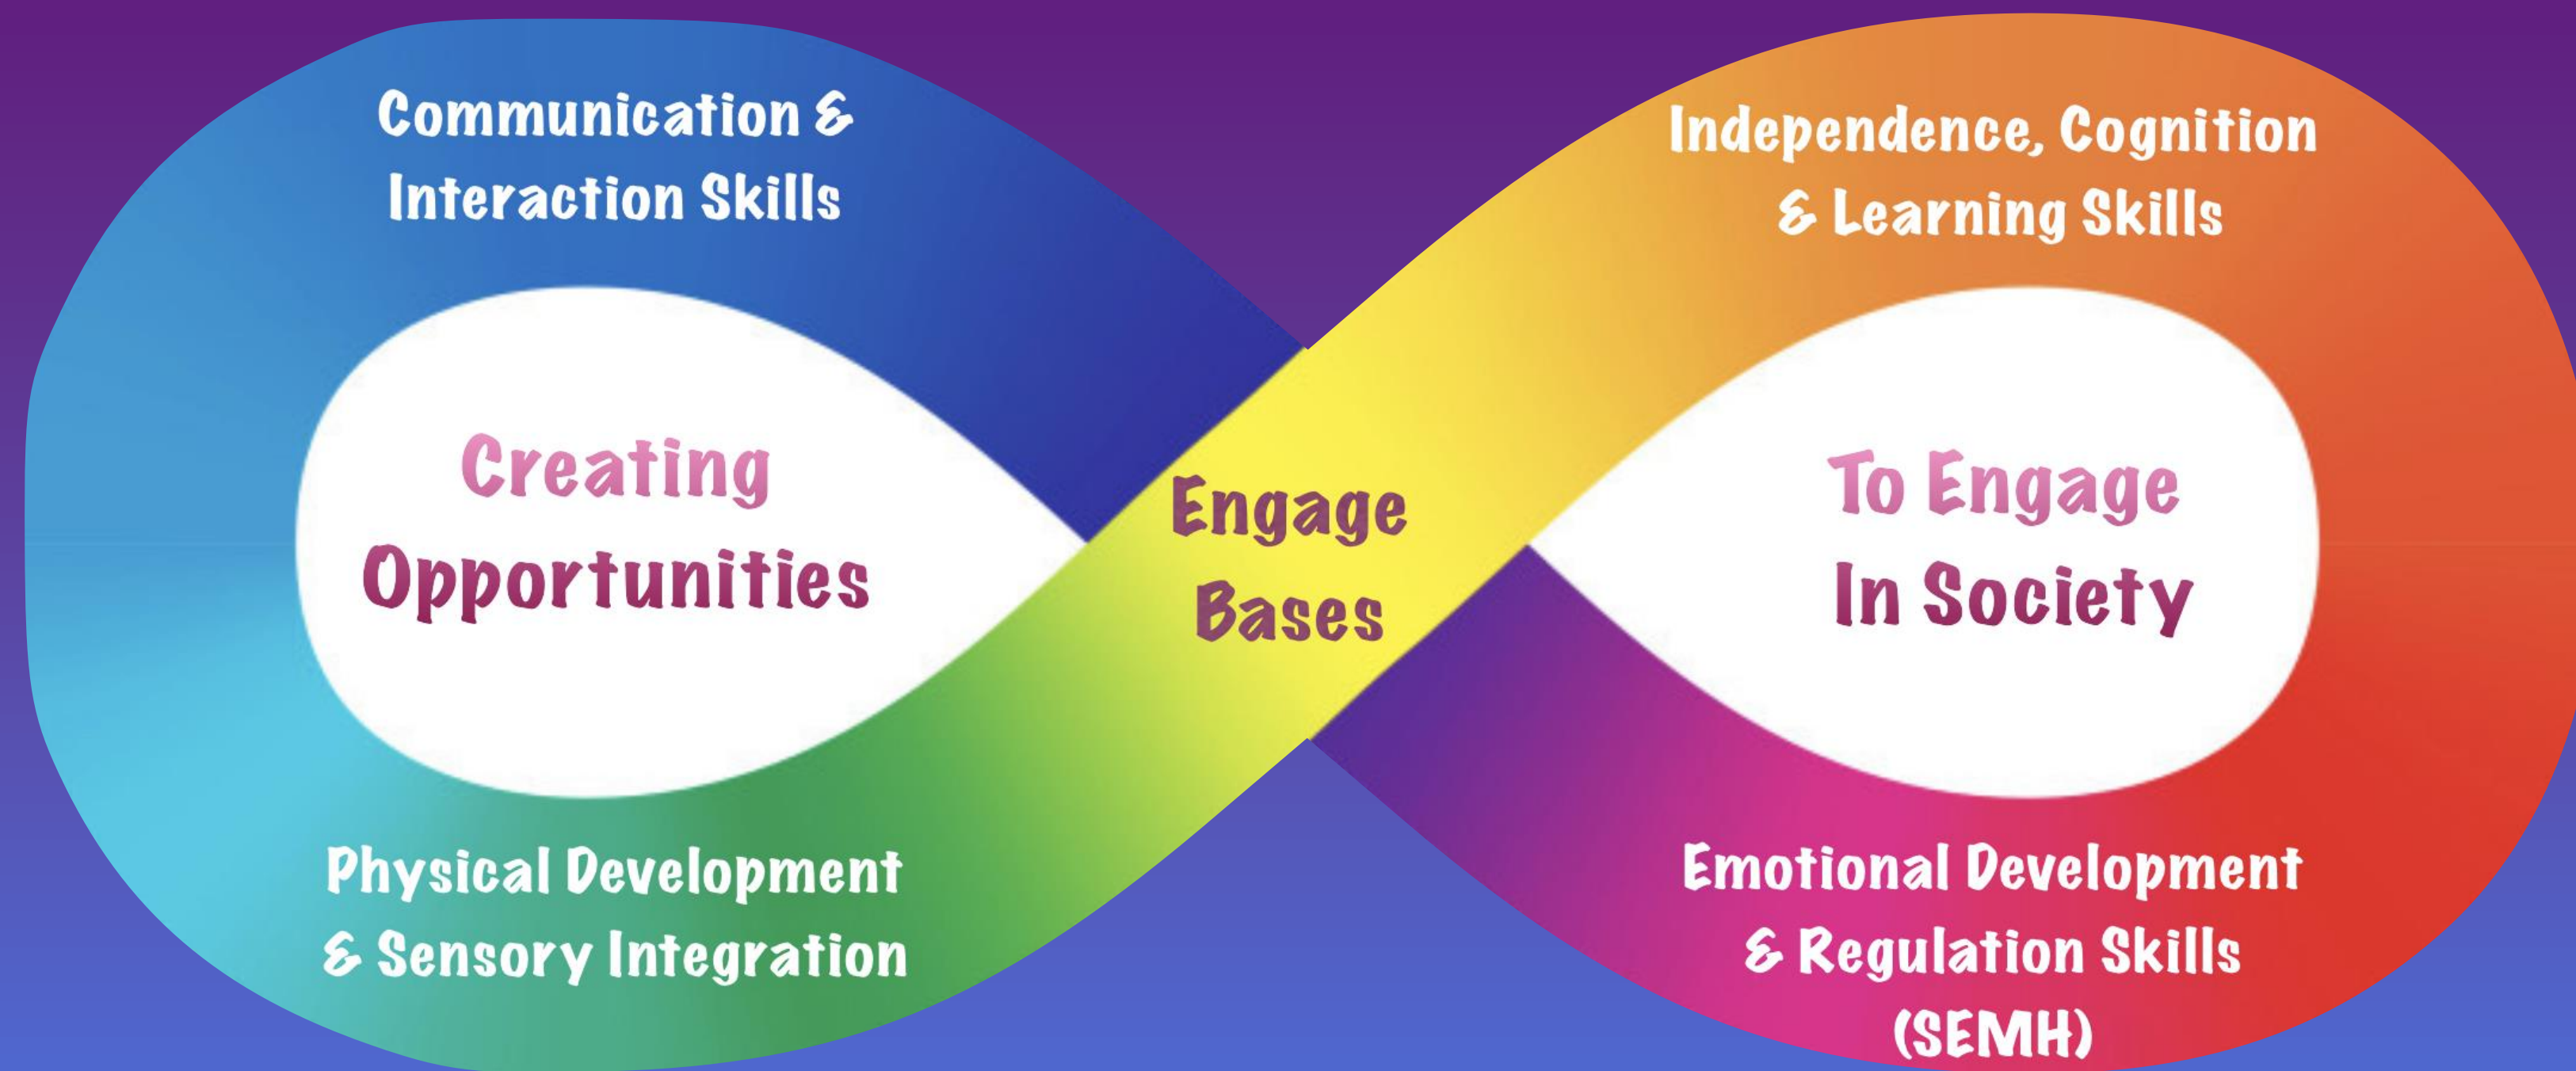 Communication &
Interaction Skills
Independence, Cognition
& Learning Skills
Creating
Opportunities
Engage
Bases
To Engage
In Society
Physical Development
& Sensory Integration
Emotional Development
& Regulation Skills
(SEMH)